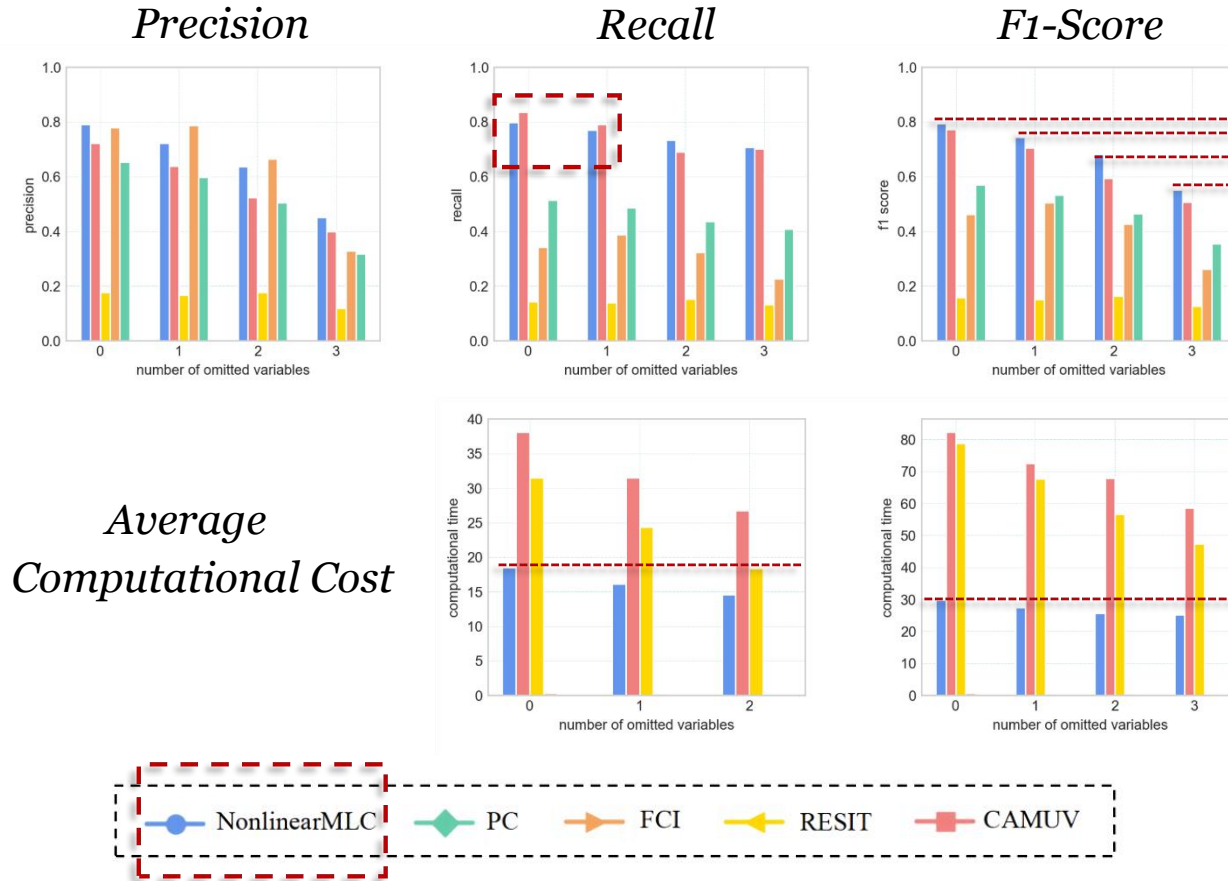 Precision
Recall
F1-Score
1.0
0.8
0.6
0.4
0.2
0.0
precision
0 1 2 3
number of omitted variables
1.0
0.8
0.6
0.4
0.2
0.0
recall
0 1 2 3
number of omitted variables
1.0
0.8
0.6
0.4
0.2
0.0
f1 score
0 1 2 3
number of omitted variables
Average
Computational Cost
40
35
30
25
20
15
10
5
0
computational time
0 1 2
number of omitted variables
80
70
60
50
40
30
20
10
0
computational time
0 1 2 3
number of omitted variables
NonlinearMLC PC FCI RESIT CAMUV